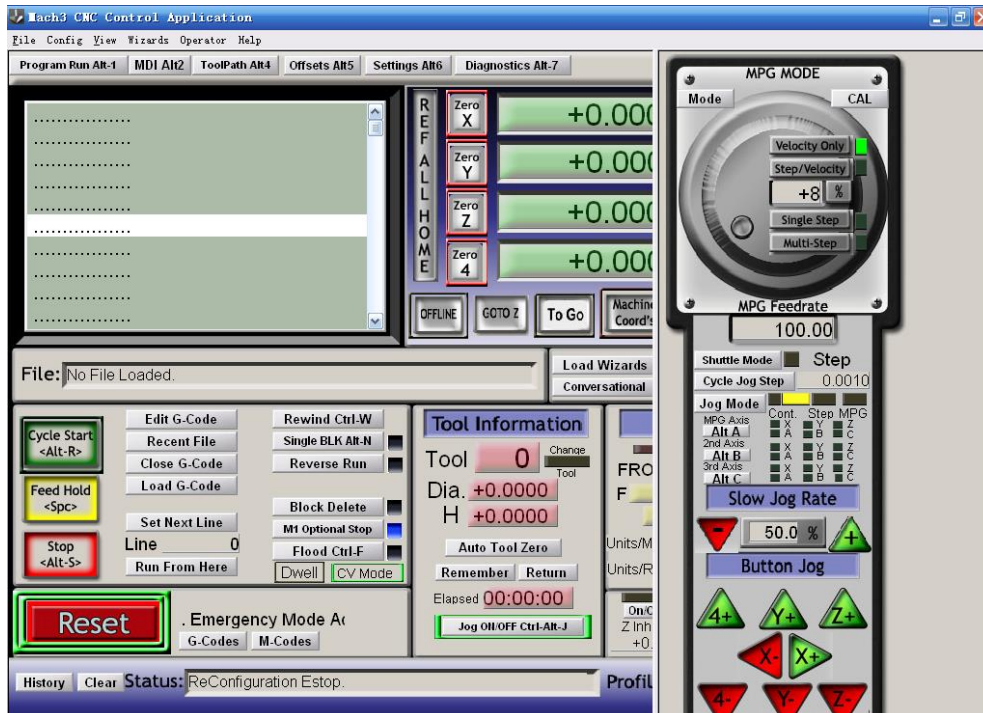 Mach3 CNC Control Application
File Config View Wizards Operator Help
Program Run Alt-1 MDI Alt2 ToolPath Alt4 Offsets Alt5 Settings Alt6 Diagnostics Alt-7
REF ALL HOME
Zero X +0.000
Zero Y +0.000
Zero Z +0.000
Zero 4 +0.000
OFFLINE GOTO Z To Go Machine Coord's
File: No File Loaded.
Load Wizards
Conversational
Cycle Start <Alt-R>
Feed Hold <Spc>
Stop <Alt-S>
Edit G-Code
Recent File
Close G-Code
Load G-Code
Set Next Line
Line 0
Run From Here
Rewind Ctrl-W
Single BLK Alt-N
Reverse Run
Block Delete
M1 Optional Stop
Flood Ctrl-F
Dwell CV Mode
Reset
. Emergency Mode Ac
G-Codes M-Codes
Tool Information
Tool 0 Change Tool
Dia. +0.0000
H +0.0000
Auto Tool Zero
Remember Return
Elapsed 00:00:00
Jog ON/OFF Ctrl-Alt-J
FRO
F
Units/M
Units/R
On/O
Z Inh
+0.
History Clear Status: ReConfiguration Estop.
Profil
MPG MODE
Mode CAL
Velocity Only
Step/Velocity
+8 %
Single Step
Multi-Step
MPG Feedrate
100.00
Shuttle Mode Step
Cycle Jog Step 0.0010
Jog Mode Cont. Step MPG
MPG Axis X Y Z
Alt A A B C
2nd Axis X Y Z
Alt B A B C
3rd Axis X Y Z
Alt C A B C
Slow Jog Rate
- 50.0 % +
Button Jog
4+ Y+ Z+
X- X+
4- Y- Z-